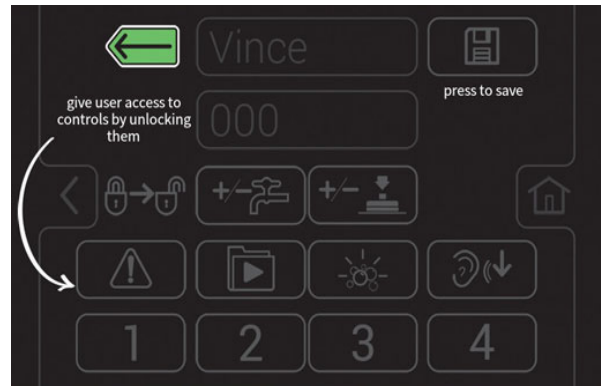 Vince
press to save
give user access to
controls by unlocking
them
000
+/-
+/-
1 2 3 4